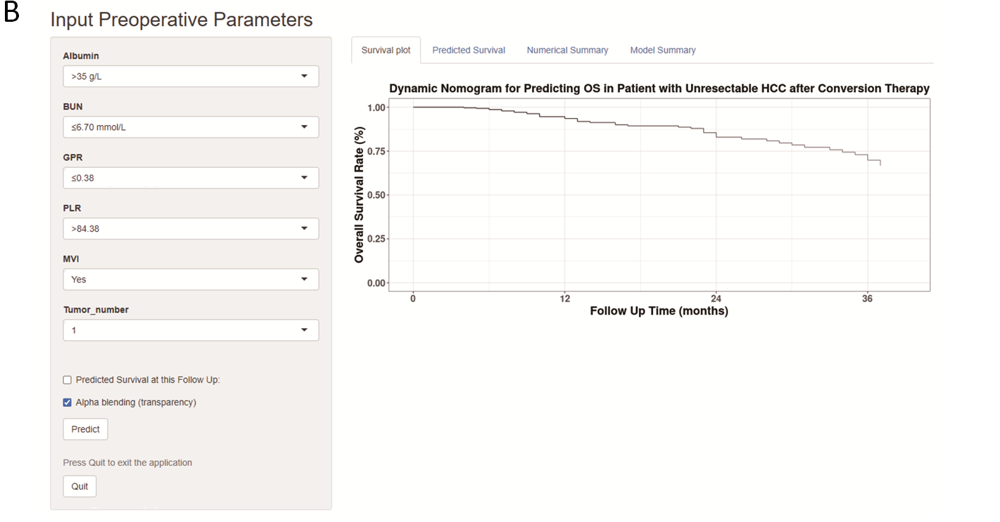 B
Input Preoperative Parameters
Albumin
>35 g/L
BUN
≤6.70 mmol/L
GPR
≤0.38
PLR
>84.38
MVI
Yes
Tumor_number
1
Predicted Survival at this Follow Up:
Alpha blending (transparency)
Predict
Press Quit to exit the application
Quit
Survival plot Predicted Survival Numerical Summary Model Summary
Dynamic Nomogram for Predicting OS in Patient with Unresectable HCC after Conversion Therapy
Overall Survival Rate (%)
1.00
0.75
0.50
0.25
0.00
0 12 24 36
Follow Up Time (months)